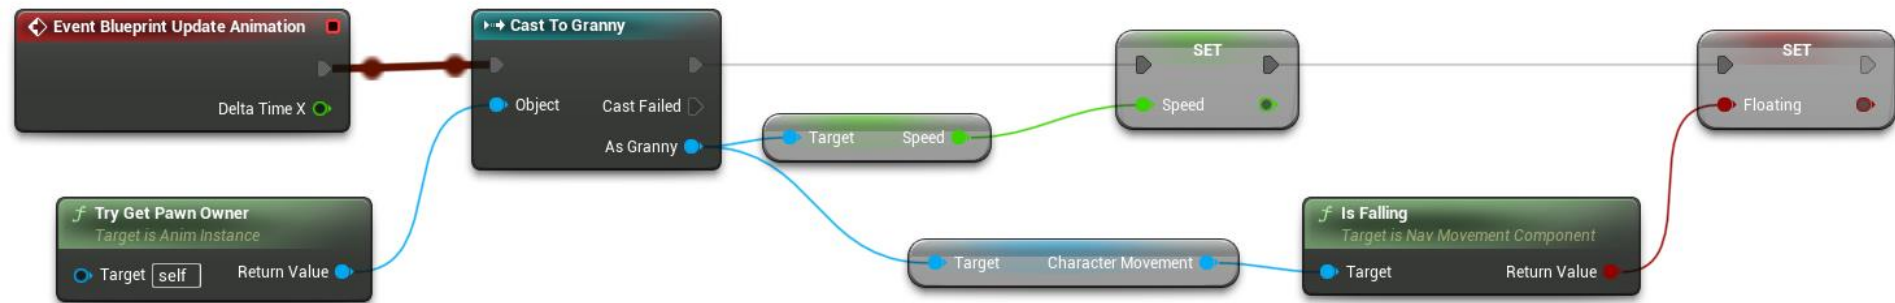 Event Blueprint Update Animation
Delta Time X
Cast To Granny
Object
Cast Failed
As Granny
Try Get Pawn Owner
Target is Anim Instance
Target self
Return Value
Target
Speed
SET
Speed
Target
Character Movement
Is Falling
Target is Nav Movement Component
Target
Return Value
SET
Floating